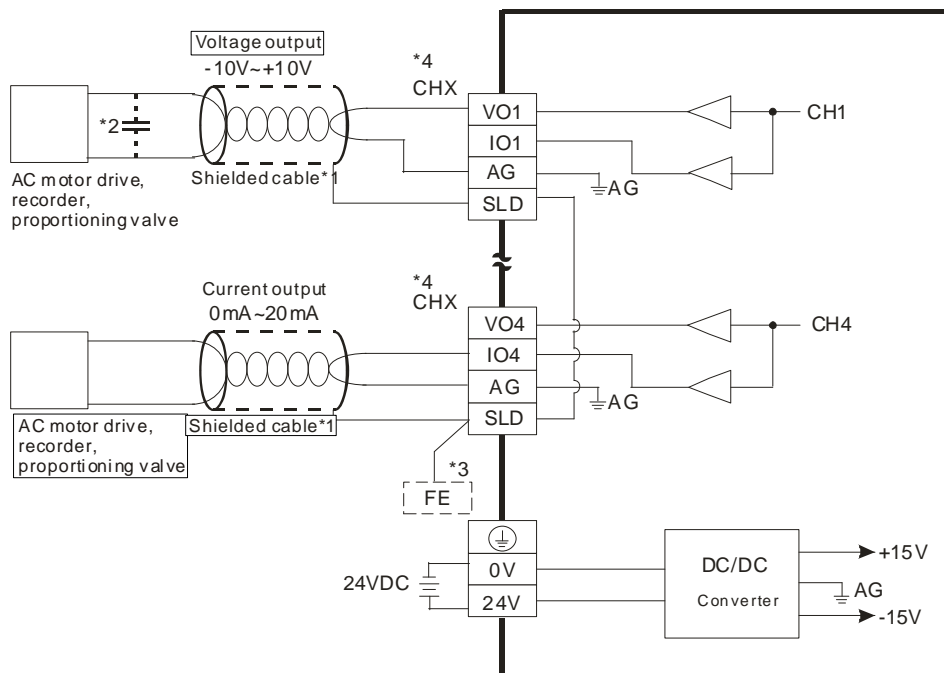 Voltage output
-10V~+10V
*4
CHX
*2
VO1
CH1
IO1
AG
AG
SLD
AC motor drive,
recorder,
proportioning valve
Shielded cable*1
Current output
0mA~20mA
*4
CHX
VO4
CH4
IO4
AG
AG
SLD
AC motor drive,
recorder,
proportioning valve
Shielded cable*1
*3
FE
24VDC
0V
24V
DC/DC
Converter
+15V
AG
-15V